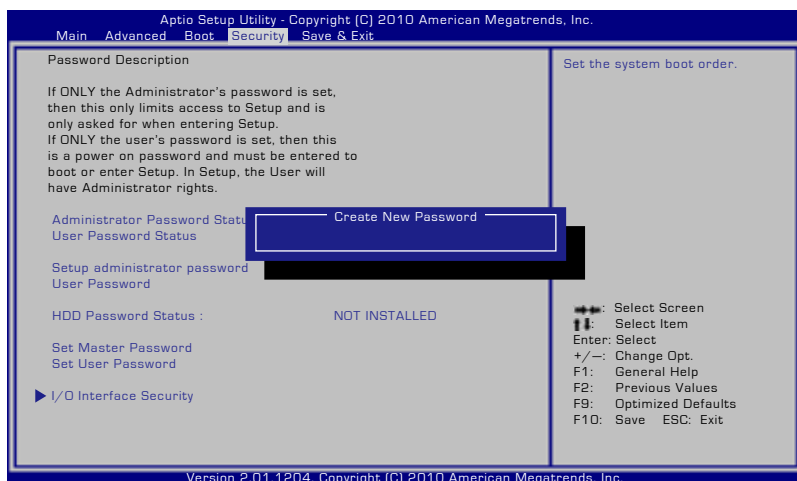 Aptio Setup Utility - Copyright (C) 2010 American Megatrends, Inc.
Main Advanced Boot Security Save & Exit
Password Description
If ONLY the Administrator's password is set,
then this only limits access to Setup and is
only asked for when entering Setup.
If ONLY the user's password is set, then this
is a power on password and must be entered to
boot or enter Setup. In Setup, the User will
have Administrator rights.
Administrator Password Statu
User Password Status
Create New Password
Setup administrator password
User Password
HDD Password Status : NOT INSTALLED
Set Master Password
Set User Password
I/O Interface Security
Set the system boot order.
: Select Screen
: Select Item
Enter: Select
+/—: Change Opt.
F1: General Help
F2: Previous Values
F9: Optimized Defaults
F10: Save ESC: Exit
Version 2.01.1204. Copyright (C) 2010 American Megatrends, Inc.